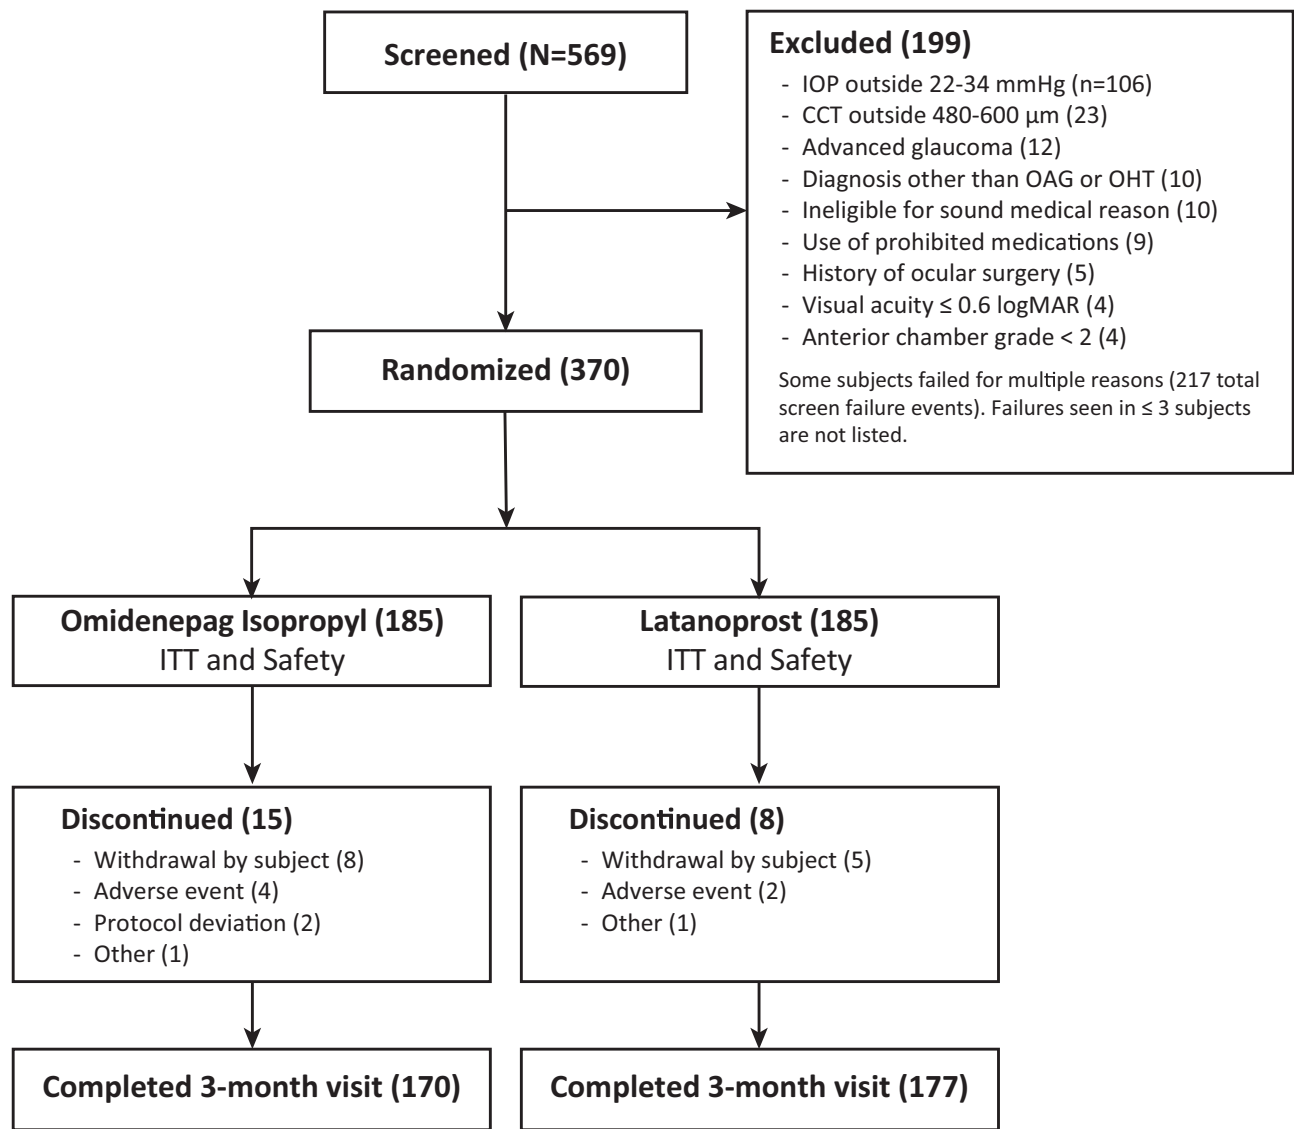 Screened (N=569)
Excluded (199)
- IOP outside 22-34 mmHg (n=106)
- CCT outside 480-600 µm (23)
- Advanced glaucoma (12)
- Diagnosis other than OAG or OHT (10)
- Ineligible for sound medical reason (10)
- Use of prohibited medications (9)
- History of ocular surgery (5)
- Visual acuity ≤ 0.6 logMAR (4)
- Anterior chamber grade < 2 (4)
Some subjects failed for multiple reasons (217 total
screen failure events). Failures seen in ≤ 3 subjects
are not listed.
Randomized (370)
Omidenepag Isopropyl (185)
ITT and Safety
Latanoprost (185)
ITT and Safety
Discontinued (15)
- Withdrawal by subject (8)
- Adverse event (4)
- Protocol deviation (2)
- Other (1)
Discontinued (8)
- Withdrawal by subject (5)
- Adverse event (2)
- Other (1)
Completed 3-month visit (170)
Completed 3-month visit (177)